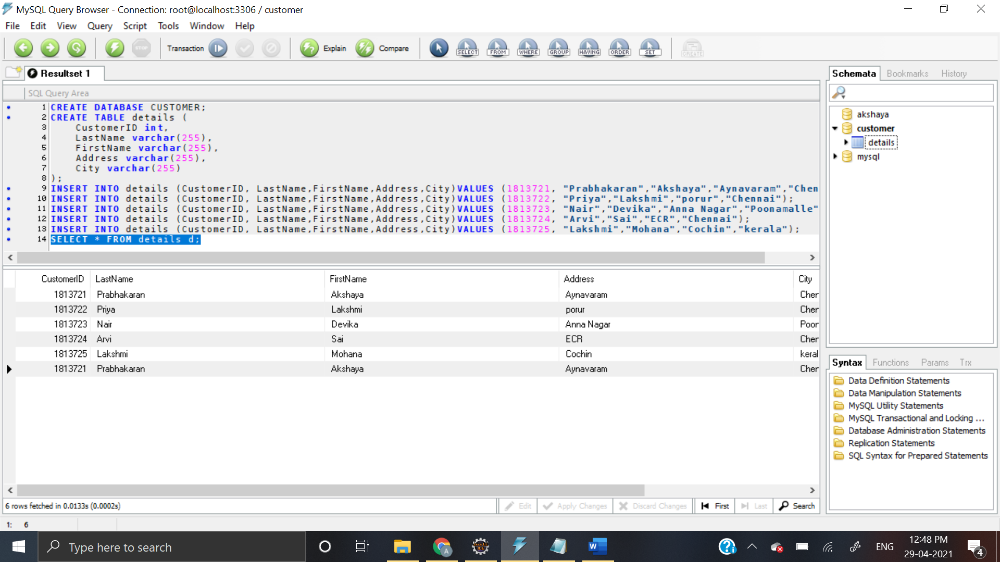 MySQL Query Browser - Connection: root@localhost:3306 / customer
File Edit View Query Script Tools Window Help
STOP Transaction Explain Compare SELECT FROM WHERE GROUP HAVING ORDER SET CREATE
Resultset 1
SQL Query Area
1 CREATE DATABASE CUSTOMER;
2 CREATE TABLE details (
3 CustomerID int,
4 LastName varchar(255),
5 FirstName varchar(255),
6 Address varchar(255),
7 City varchar(255)
8 );
9 INSERT INTO details (CustomerID, LastName,FirstName,Address,City)VALUES (1813721, "Prabhakaran","Akshaya","Aynavaram","Chen
10 INSERT INTO details (CustomerID, LastName,FirstName,Address,City)VALUES (1813722, "Priya","Lakshmi","porur","Chennai");
11 INSERT INTO details (CustomerID, LastName,FirstName,Address,City)VALUES (1813723, "Nair","Devika","Anna Nagar","Poonamalle"
12 INSERT INTO details (CustomerID, LastName,FirstName,Address,City)VALUES (1813724, "Arvi","Sai","ECR","Chennai");
13 INSERT INTO details (CustomerID, LastName,FirstName,Address,City)VALUES (1813725, "Lakshmi","Mohana","Cochin","kerala");
14 SELECT * FROM details d;
CustomerID LastName FirstName Address City
1813721 Prabhakaran Akshaya Aynavaram Cher
1813722 Priya Lakshmi porur Cher
1813723 Nair Devika Anna Nagar Poor
1813724 Arvi Sai ECR Cher
1813725 Lakshmi Mohana Cochin keral
1813721 Prabhakaran Akshaya Aynavaram Cher
6 rows fetched in 0.0133s (0.0002s)
Edit Apply Changes Discard Changes First Last Search
1: 6
Schemata Bookmarks History
akshaya
customer
details
mysql
Syntax Functions Params Trx
Data Definition Statements
Data Manipulation Statements
MySQL Utility Statements
MySQL Transactional and Locking ...
Database Administration Statements
Replication Statements
SQL Syntax for Prepared Statements
Type here to search
A
Java EE
IDE
W
ENG
12:48 PM
29-04-2021
4